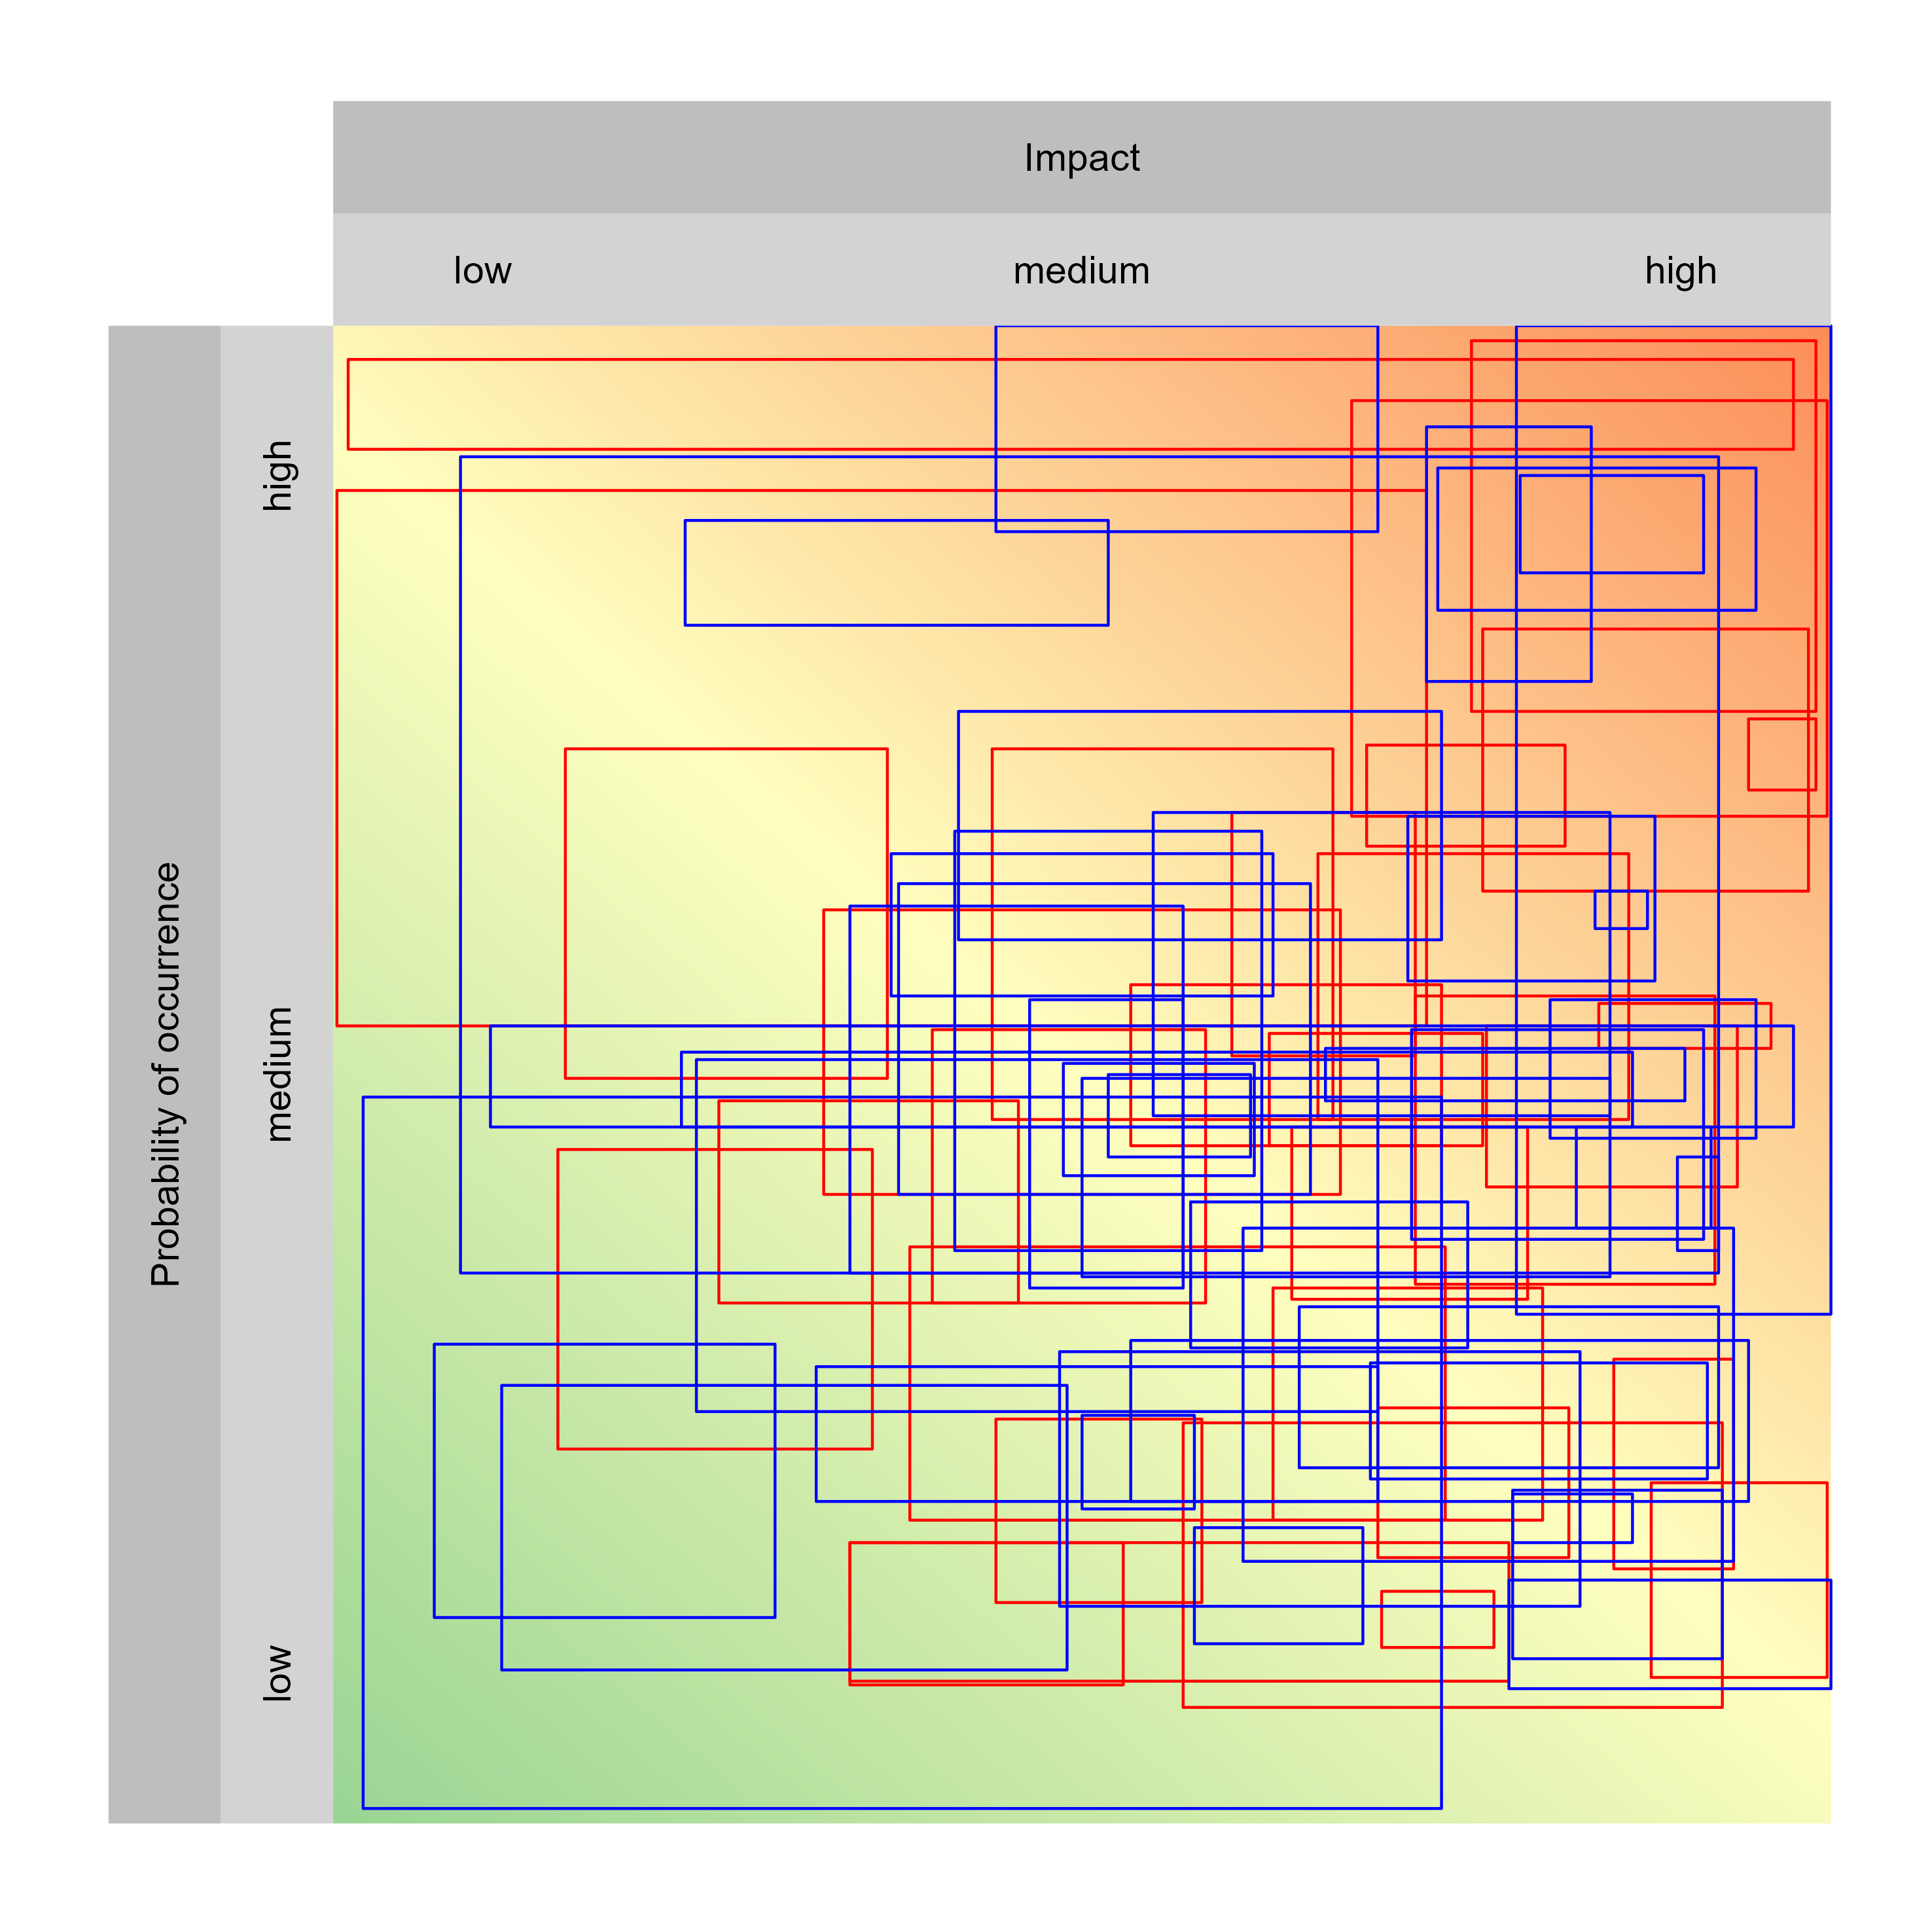 Impact
low
medium
high
Probability of occurrence
high
medium
low